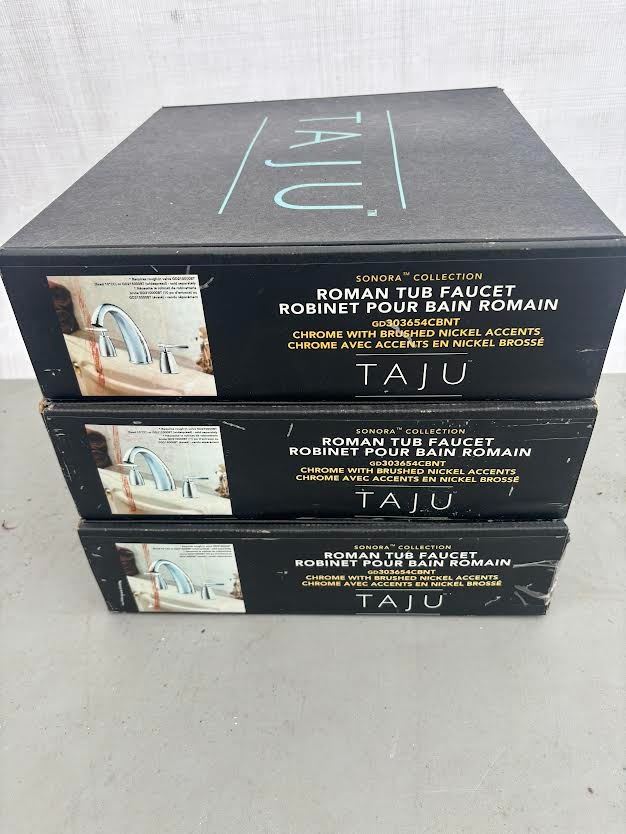 TAJU™
SONORA™ COLLECTION
ROMAN TUB FAUCET
ROBINET POUR BAIN ROMAIN
GD303654CBNT
CHROME WITH BRUSHED NICKEL ACCENTS
CHROME AVEC ACCENTS EN NICKEL BROSSÉ
TAJU
SONORA™ COLLECTION
ROMAN TUB FAUCET
ROBINET POUR BAIN ROMAIN
GD303654CBNT
CHROME WITH BRUSHED NICKEL ACCENTS
CHROME AVEC ACCENTS EN NICKEL BROSSÉ
TAJU
SONORA™ COLLECTION
ROMAN TUB FAUCET
ROBINET POUR BAIN ROMAIN
GD303654CBNT
CHROME WITH BRUSHED NICKEL ACCENTS
CHROME AVEC ACCENTS EN NICKEL BROSSÉ
TAJU